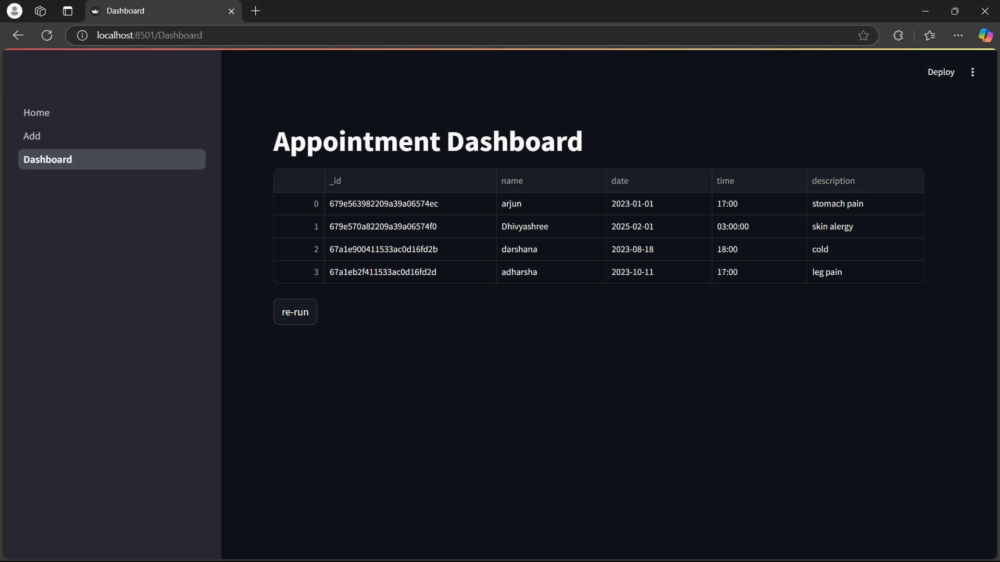 Dashboard
localhost:8501/Dashboard
Deploy
Home
Add
Dashboard
Appointment Dashboard
_id name date time description
0 679e563982209a39a06574ec arjun 2023-01-01 17:00 stomach pain
1 679e570a82209a39a06574f0 Dhivyashree 2025-02-01 03:00:00 skin alergy
2 67a1e900411533ac0d16fd2b darshana 2023-08-18 18:00 cold
3 67a1eb2f411533ac0d16fd2d adharsha 2023-10-11 17:00 leg pain
re-run